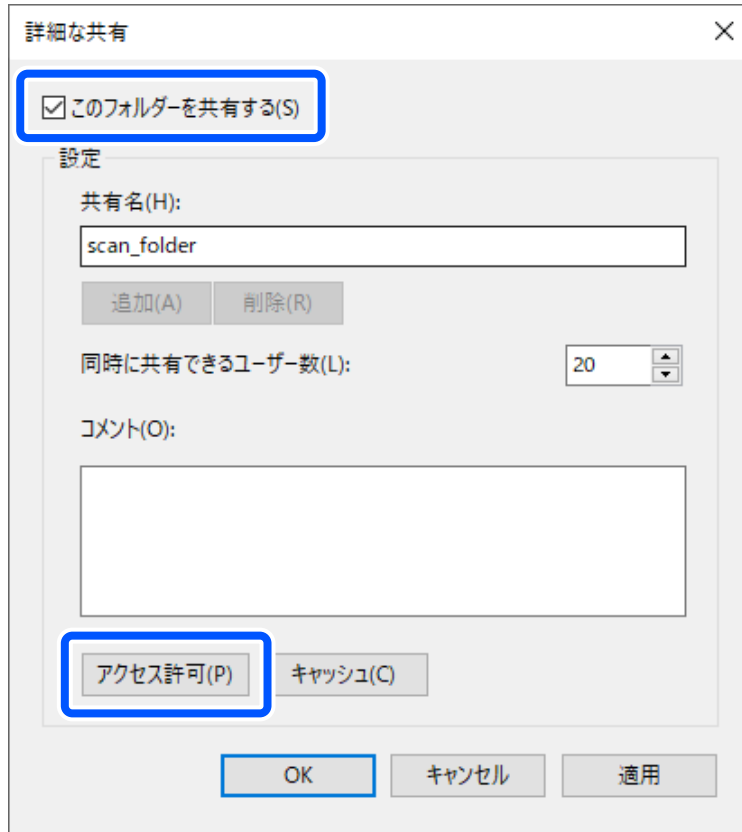 詳細な共有
このフォルダーを共有する(S)
設定
共有名(H):
scan_folder
追加(A) 削除(R)
同時に共有できるユーザー数(L): 20
コメント(O):
アクセス許可(P) キャッシュ(C)
OK キャンセル 適用